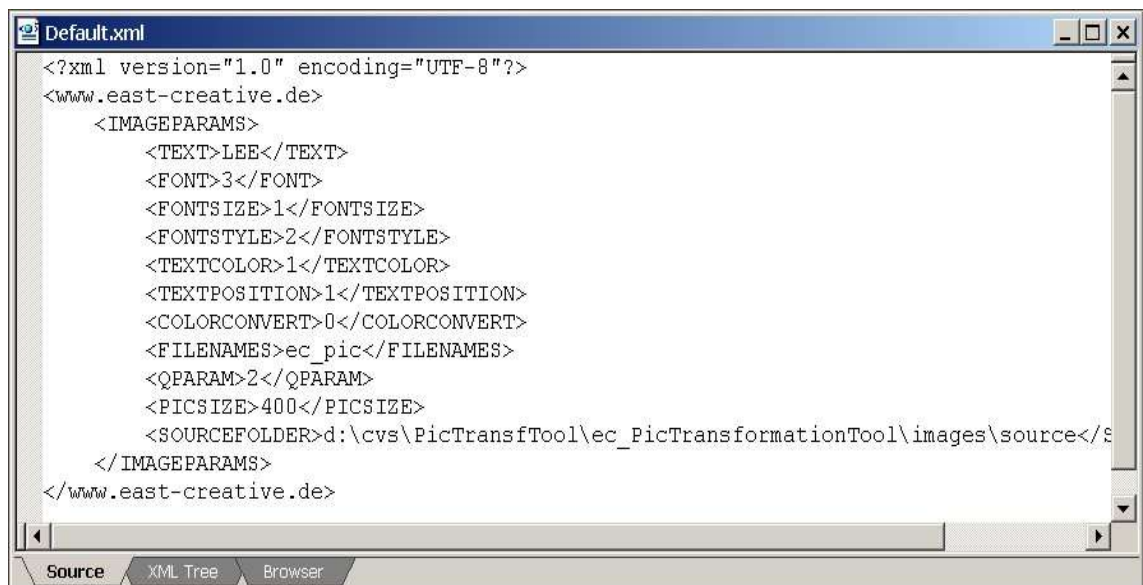 Default.xml
<?xml version="1.0" encoding="UTF-8"?>
<www.east-creative.de>
<IMAGEPARAMS>
<TEXT>LEE</TEXT>
<FONT>3</FONT>
<FONTSIZE>1</FONTSIZE>
<FONTSTYLE>2</FONTSTYLE>
<TEXTCOLOR>1</TEXTCOLOR>
<TEXTPOSITION>1</TEXTPOSITION>
<COLORCONVERT>0</COLORCONVERT>
<FILENAMES>ec_pic</FILENAMES>
<QPARAM>2</QPARAM>
<PICSIZE>400</PICSIZE>
<SOURCEFOLDER>d:\cvs\PicTransfTool\ec_PicTransformationTool\images\source</S
</IMAGEPARAMS>
</www.east-creative.de>
Source XML Tree Browser